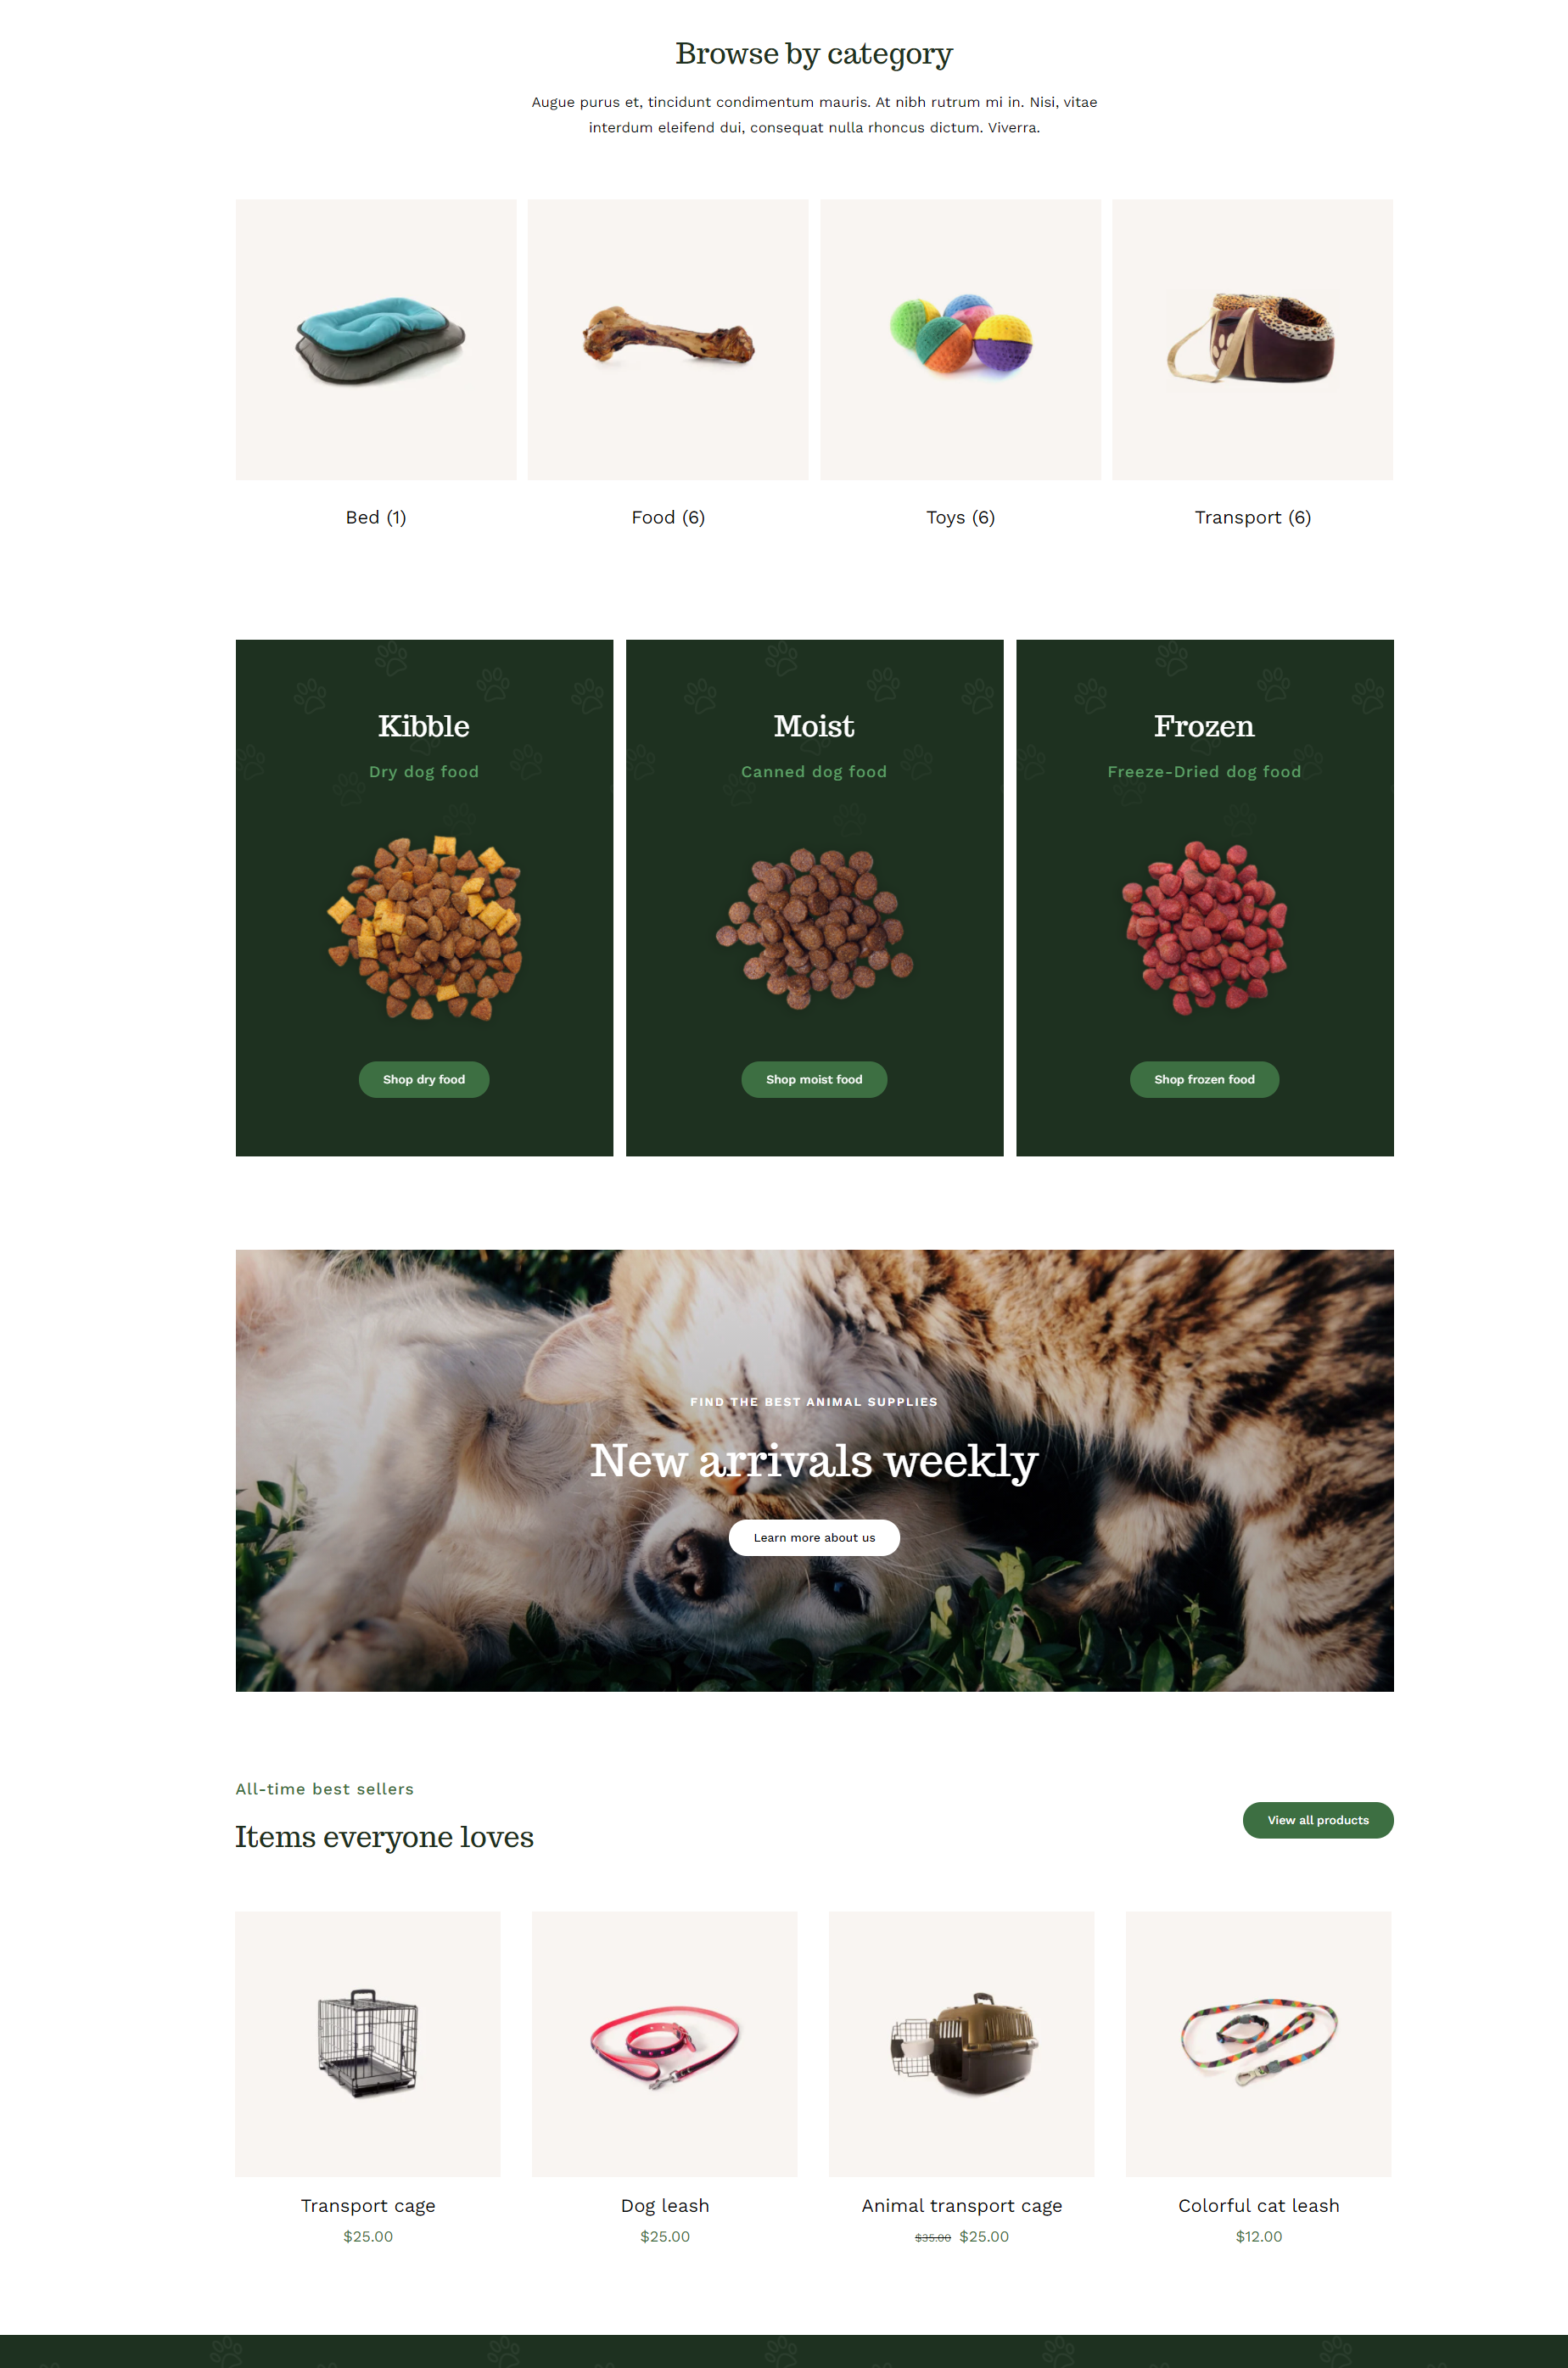 Browse by category
Augue purus et, tincidunt condimentum mauris. At nibh rutrum mi in. Nisi, vitae
interdum eleifend dui, consequat nulla rhoncus dictum. Viverra.
Bed (1)
Food (6)
Toys (6)
Transport (6)
Kibble
Dry dog food
Shop dry food
Moist
Canned dog food
Shop moist food
Frozen
Freeze-Dried dog food
Shop frozen food
FIND THE BEST ANIMAL SUPPLIES
New arrivals weekly
Learn more about us
All-time best sellers
Items everyone loves
View all products
Transport cage
$25.00
Dog leash
$25.00
Animal transport cage
$35.00 $25.00
Colorful cat leash
$12.00